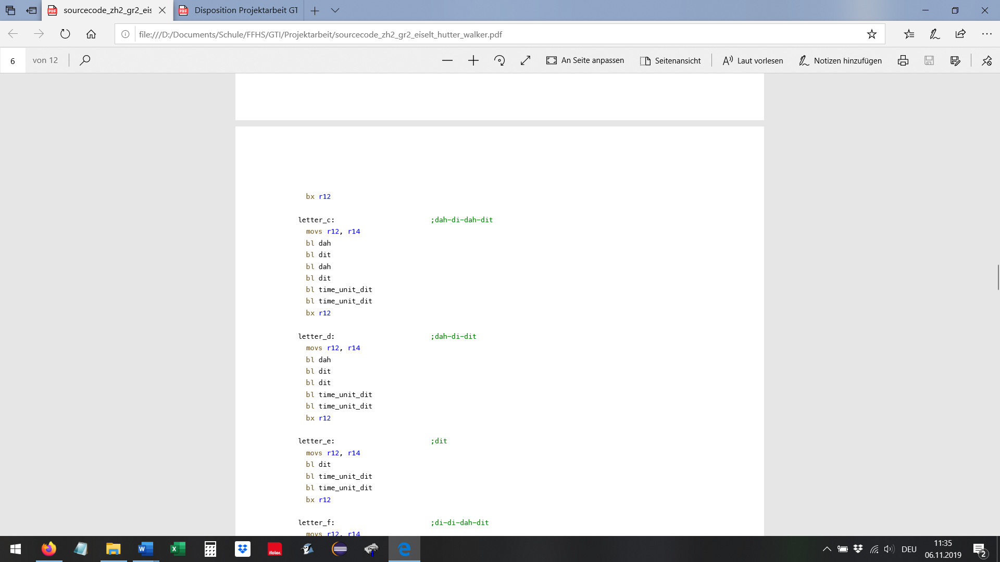 sourcecode_zh2_gr2_eis
Disposition Projektarbeit GT
file:///D:/Documents/Schule/FFHS/GTI/Projektarbeit/sourcecode_zh2_gr2_eiselt_hutter_walker.pdf
6 von 12
An Seite anpassen
Seitenansicht
Laut vorlesen
Notizen hinzufügen
bx r12
letter_c: ;dah-di-dah-dit
movs r12, r14
bl dah
bl dit
bl dah
bl dit
bl time_unit_dit
bl time_unit_dit
bx r12
letter_d: ;dah-di-dit
movs r12, r14
bl dah
bl dit
bl dit
bl time_unit_dit
bl time_unit_dit
bx r12
letter_e: ;dit
movs r12, r14
bl dit
bl time_unit_dit
bl time_unit_dit
bx r12
letter_f: ;di-di-dah-dit
movs r12, r14
ifolor.
DEU
11:35
06.11.2019
2